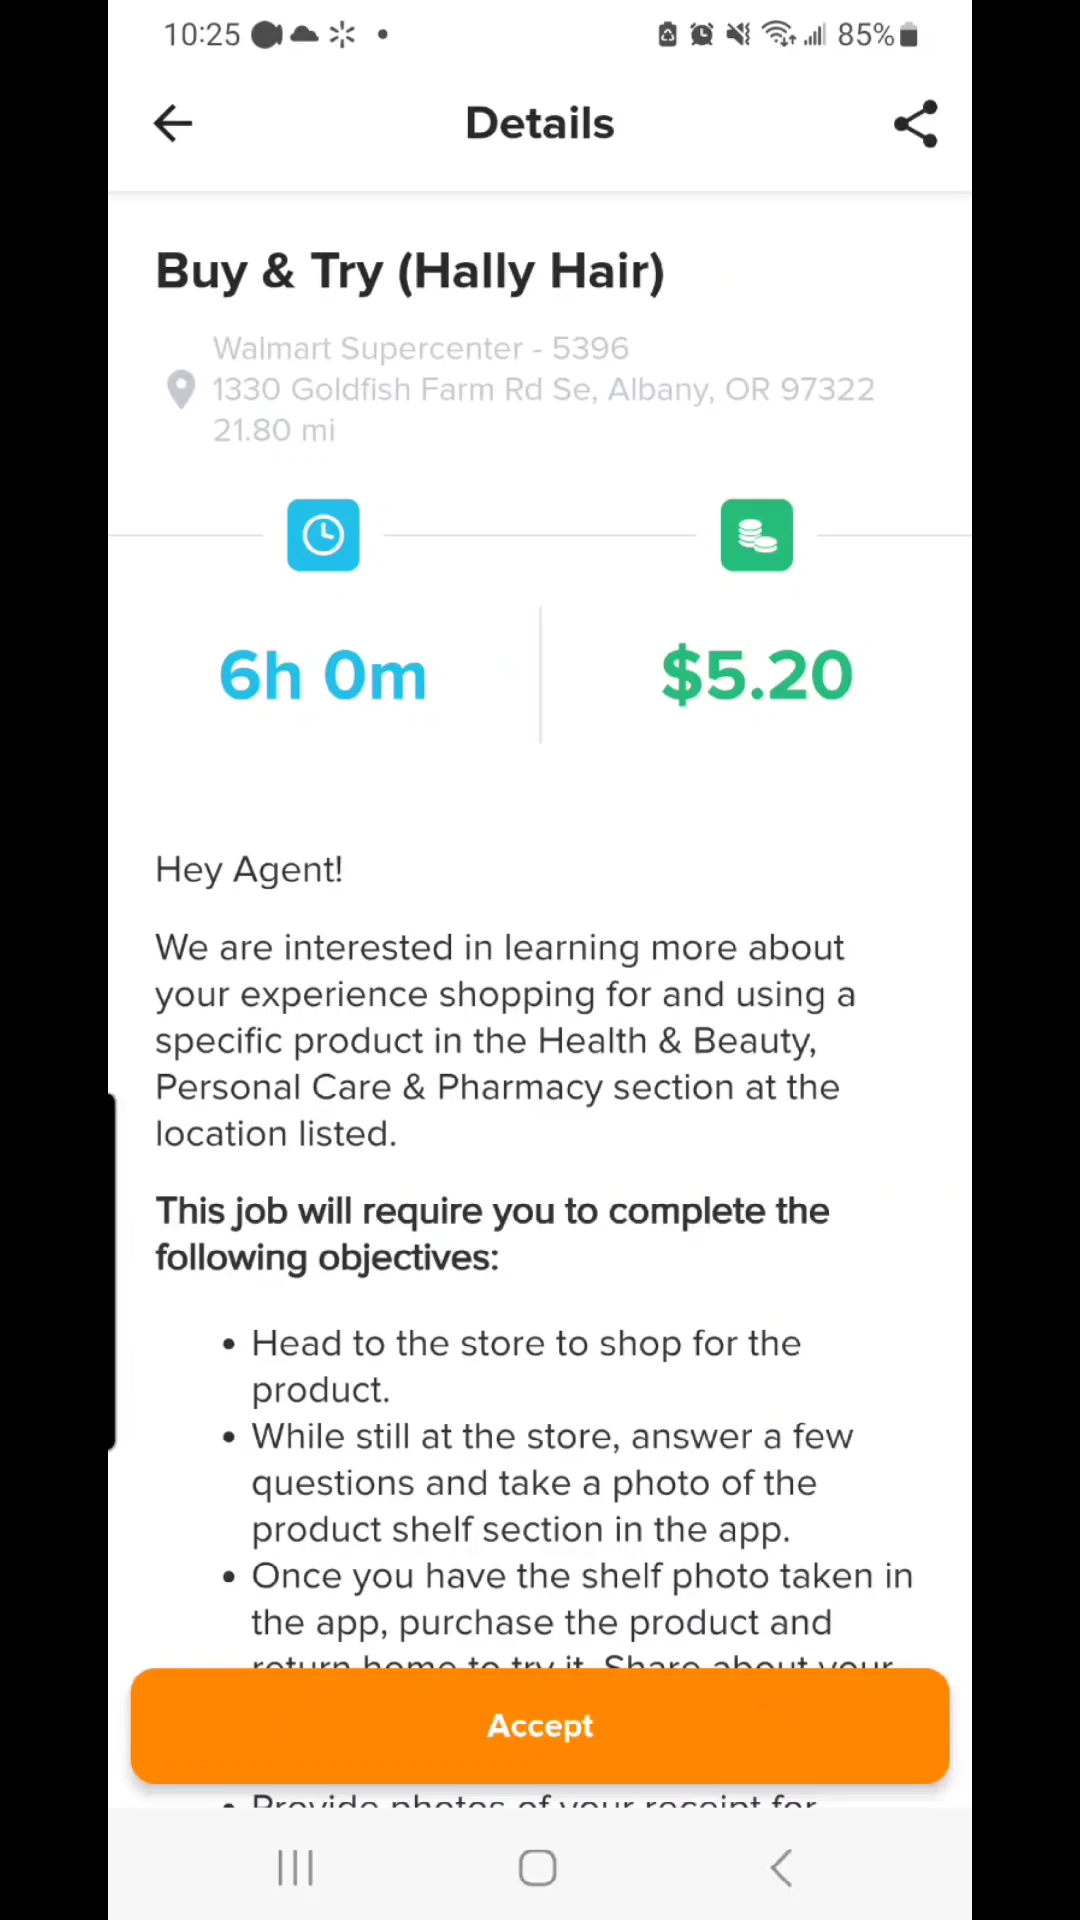 10:25
85%
Details
Buy & Try (Hally Hair)
Walmart Supercenter - 5396
1330 Goldfish Farm Rd Se, Albany, OR 97322
21.80 mi
6h 0m
$5.20
Hey Agent!
We are interested in learning more about
your experience shopping for and using a
specific product in the Health & Beauty,
Personal Care & Pharmacy section at the
location listed.
This job will require you to complete the
following objectives:
• Head to the store to shop for the
product.
• While still at the store, answer a few
questions and take a photo of the
product shelf section in the app.
• Once you have the shelf photo taken in
the app, purchase the product and
return home to try it. Share about your
Accept
• Provide photos of your receipt for